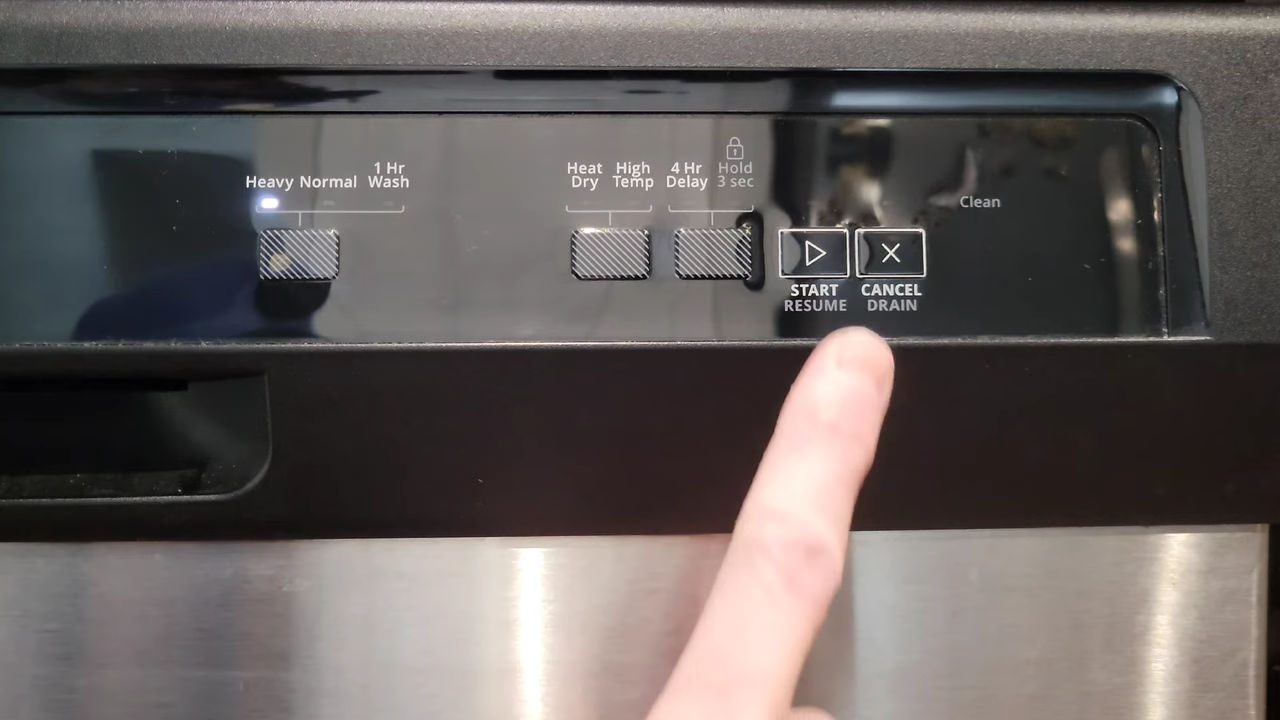 Heavy Normal 1 Hr Wash
Heat Dry
High Temp
4 Hr Delay
Hold 3 sec
Clean
START
RESUME
CANCEL
DRAIN